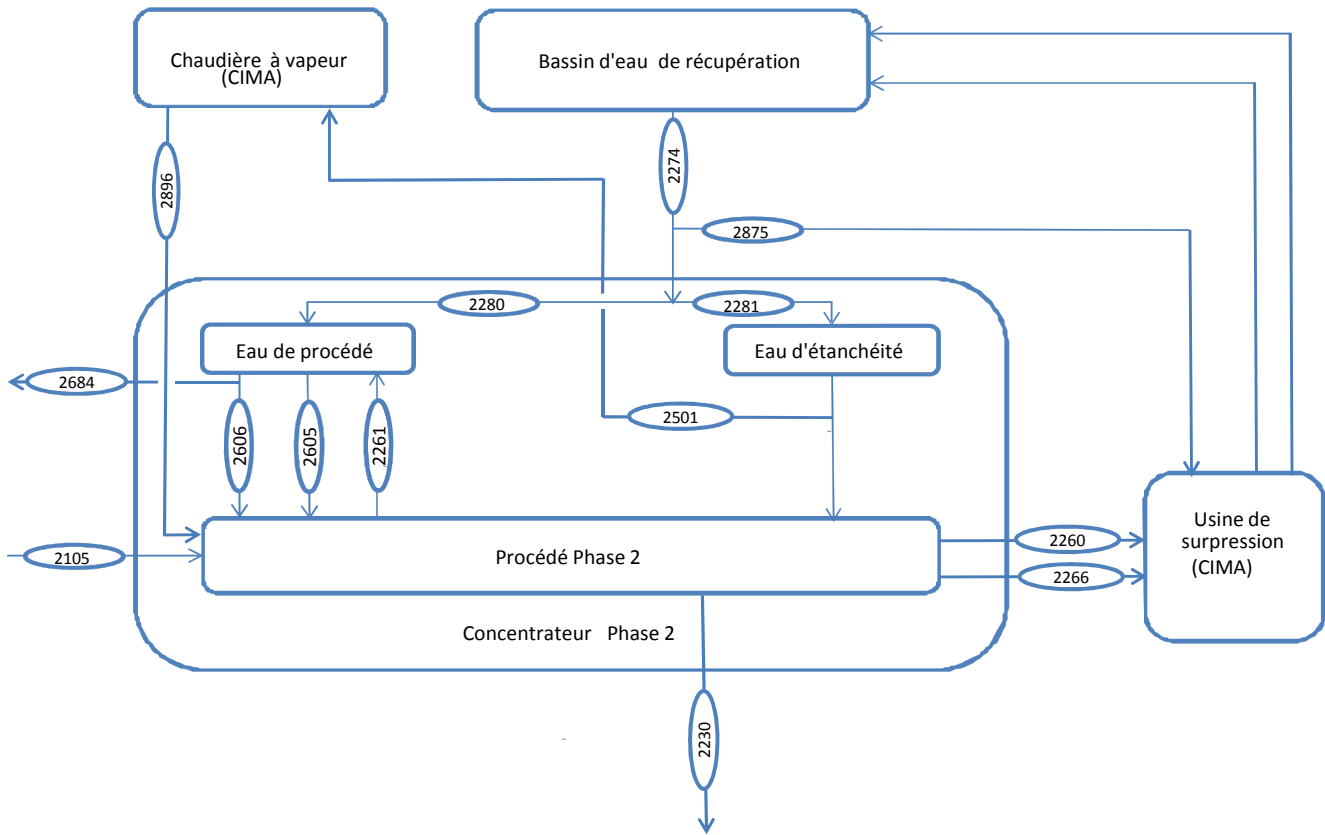 Chaudière à vapeur
(CIMA)
Bassin d'eau de récupération
2896
2274
2875
2280
2281
Eau de procédé
Eau d'étanchéité
2684
2606
2605
2261
2501
2105
Procédé Phase 2
2260
2266
Usine de
surpression
(CIMA)
Concentrateur Phase 2
2230